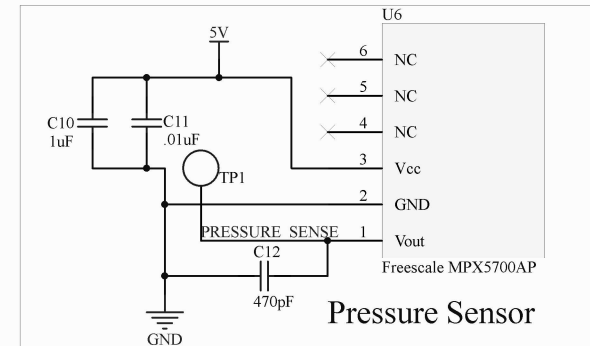 U6
5V
6 NC
5 NC
C10
1uF
C11
.01uF
4 NC
3 Vcc
TP1
2 GND
PRESSURE SENSE
1 Vout
C12
470pF
Freescale MPX5700AP
Pressure Sensor
GND